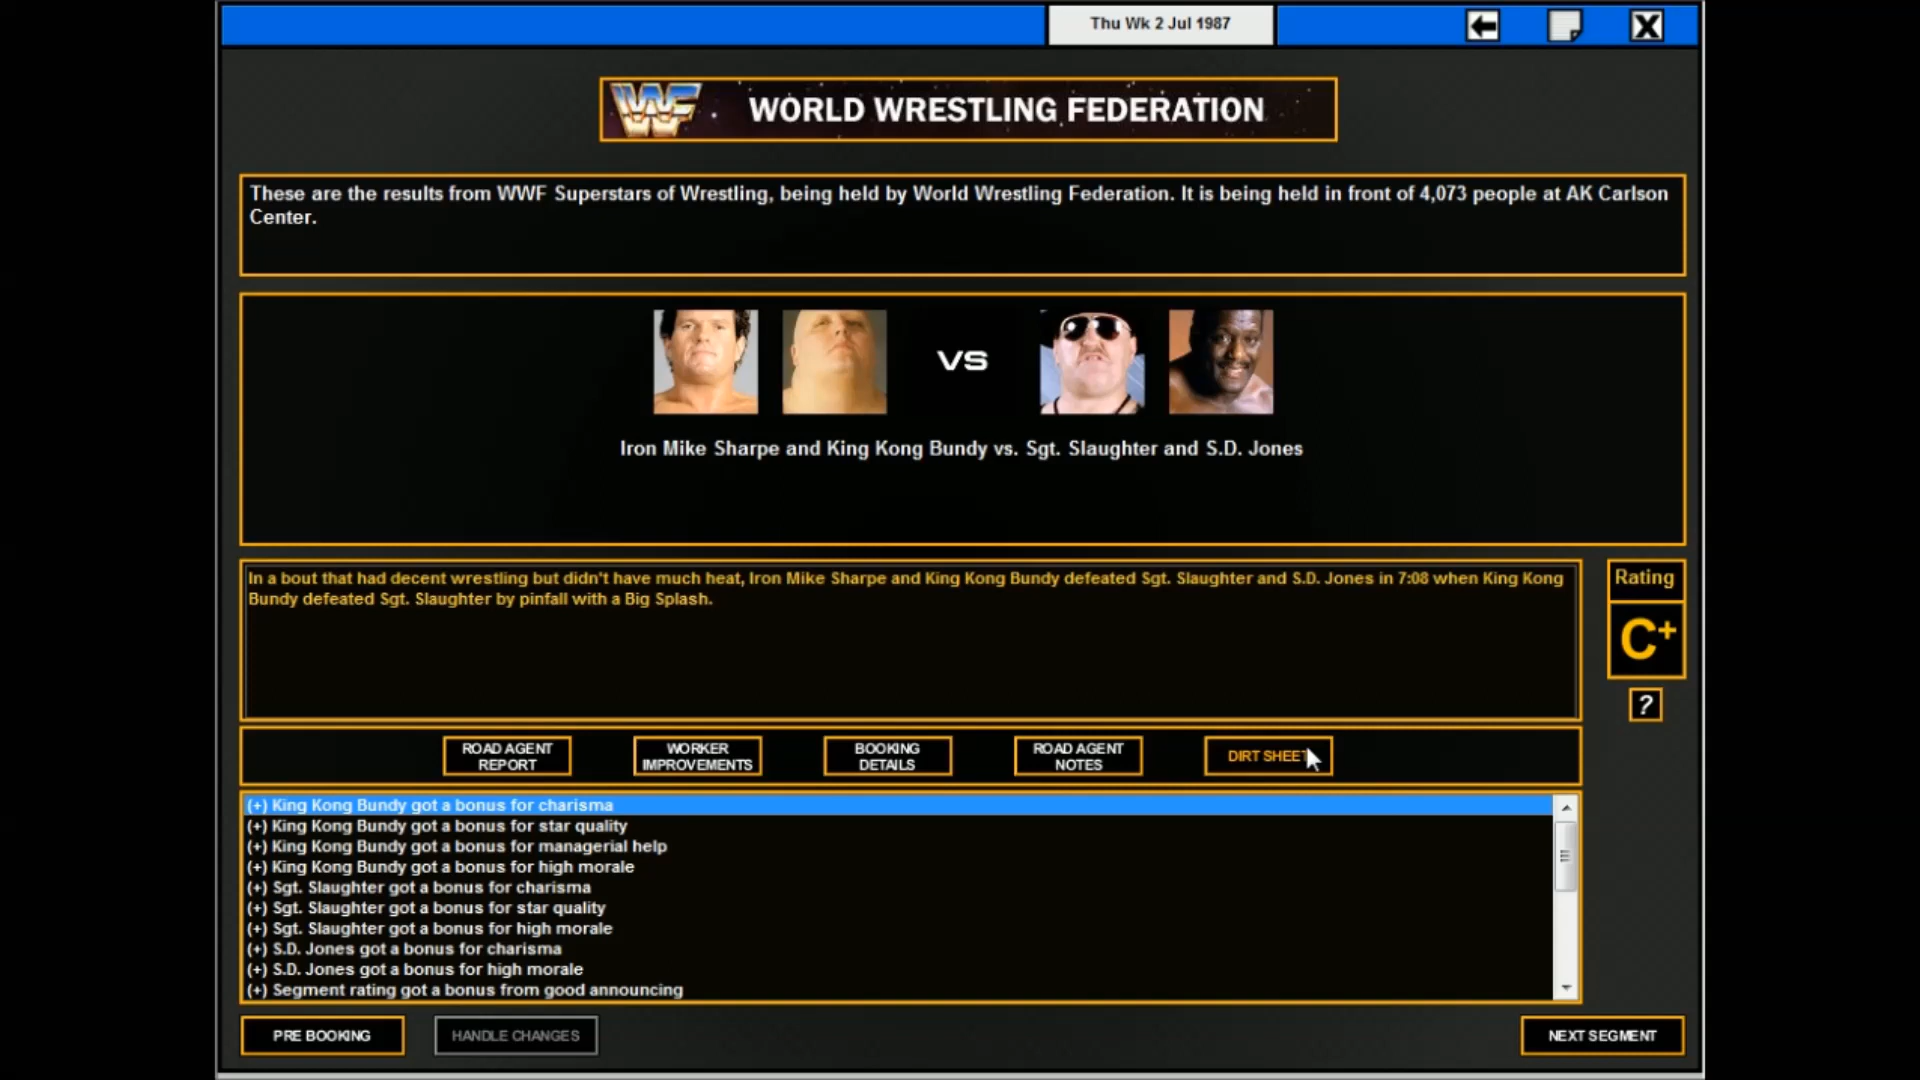 Thu Wk 2 Jul 1987
WWF
WORLD WRESTLING FEDERATION
These are the results from WWF Superstars of Wrestling, being held by World Wrestling Federation. It is being held in front of 4,073 people at AK Carlson
Center.
VS
Iron Mike Sharpe and King Kong Bundy vs. Sgt. Slaughter and S.D. Jones
In a bout that had decent wrestling but didn't have much heat, Iron Mike Sharpe and King Kong Bundy defeated Sgt. Slaughter and S.D. Jones in 7:08 when King Kong
Bundy defeated Sgt. Slaughter by pinfall with a Big Splash.
Rating
C+
?
ROAD AGENT
REPORT
WORKER
IMPROVEMENTS
BOOKING
DETAILS
ROAD AGENT
NOTES
DIRT SHEET
(+) King Kong Bundy got a bonus for charisma
(+) King Kong Bundy got a bonus for star quality
(+) King Kong Bundy got a bonus for managerial help
(+) King Kong Bundy got a bonus for high morale
(+) Sgt. Slaughter got a bonus for charisma
(+) Sgt. Slaughter got a bonus for star quality
(+) Sgt. Slaughter got a bonus for high morale
(+) S.D. Jones got a bonus for charisma
(+) S.D. Jones got a bonus for high morale
(+) Segment rating got a bonus from good announcing
PRE BOOKING
HANDLE CHANGES
NEXT SEGMENT